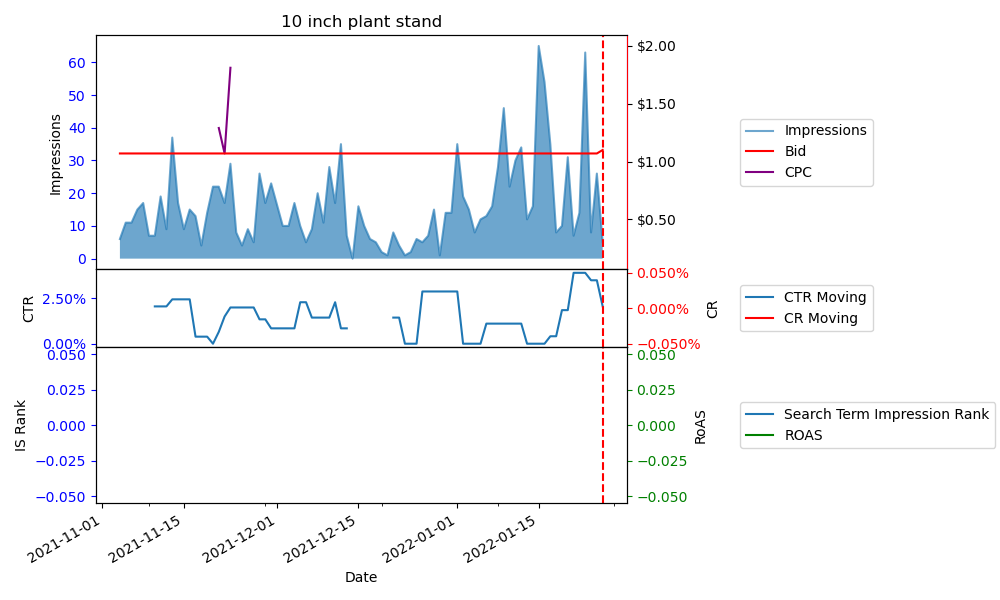 10 inch plant stand
Impressions
60
50
40
30
20
10
0
$2.00
$1.50
$1.00
$0.50
Impressions
Bid
CPC
CTR
2.50%
0.00%
0.050%
0.000%
−0.050%
CR
CTR Moving
CR Moving
IS Rank
0.050
0.025
0.000
−0.025
−0.050
0.050
0.025
0.000
−0.025
−0.050
RoAS
Search Term Impression Rank
ROAS
2021-11-01
2021-11-15
2021-12-01
2021-12-15
2022-01-01
2022-01-15
Date